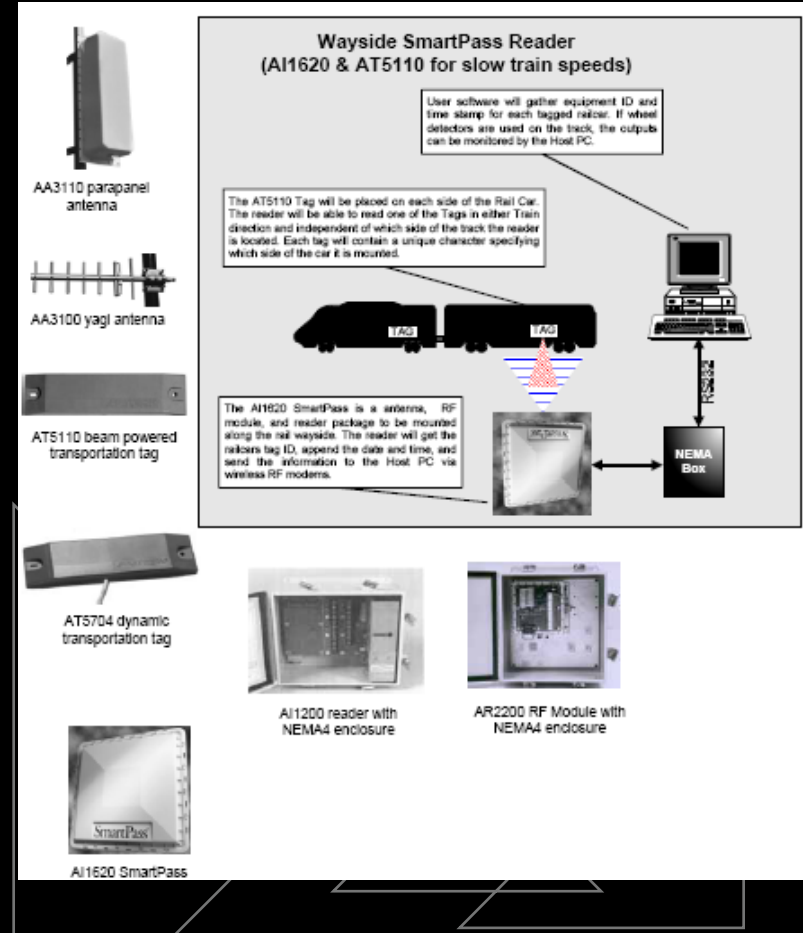 Wayside SmartPass Reader
(AI1620 & AT5110 for slow train speeds)
User software will gather equipment ID and
time stamp for each tagged railcar. If wheel
detectors are used on the track, the outputs
can be monitored by the Host PC.
AA3110 parapanel
antenna
The AT5110 Tag will be placed on each side of the Rail Car.
The reader will be able to read one of the Tags in either Train
direction and independent of which side of the track the reader
is located. Each tag will contain a unique character specifying
which side of the car it is mounted.
AA3100 yagi antenna
TAG
TAG
RS232
AT5110 beam powered
transportation tag
The AI1620 SmartPass is a antenna, RF
module, and reader package to be mounted
along the rail wayside. The reader will get the
railcars tag ID, append the date and time, and
send the information to the Host PC via
wireless RF modems.
NEMA
Box
AT5704 dynamic
transportation tag
AI1200 reader with
NEMA4 enclosure
AR2200 RF Module with
NEMA4 enclosure
SmartPass
AI1620 SmartPass